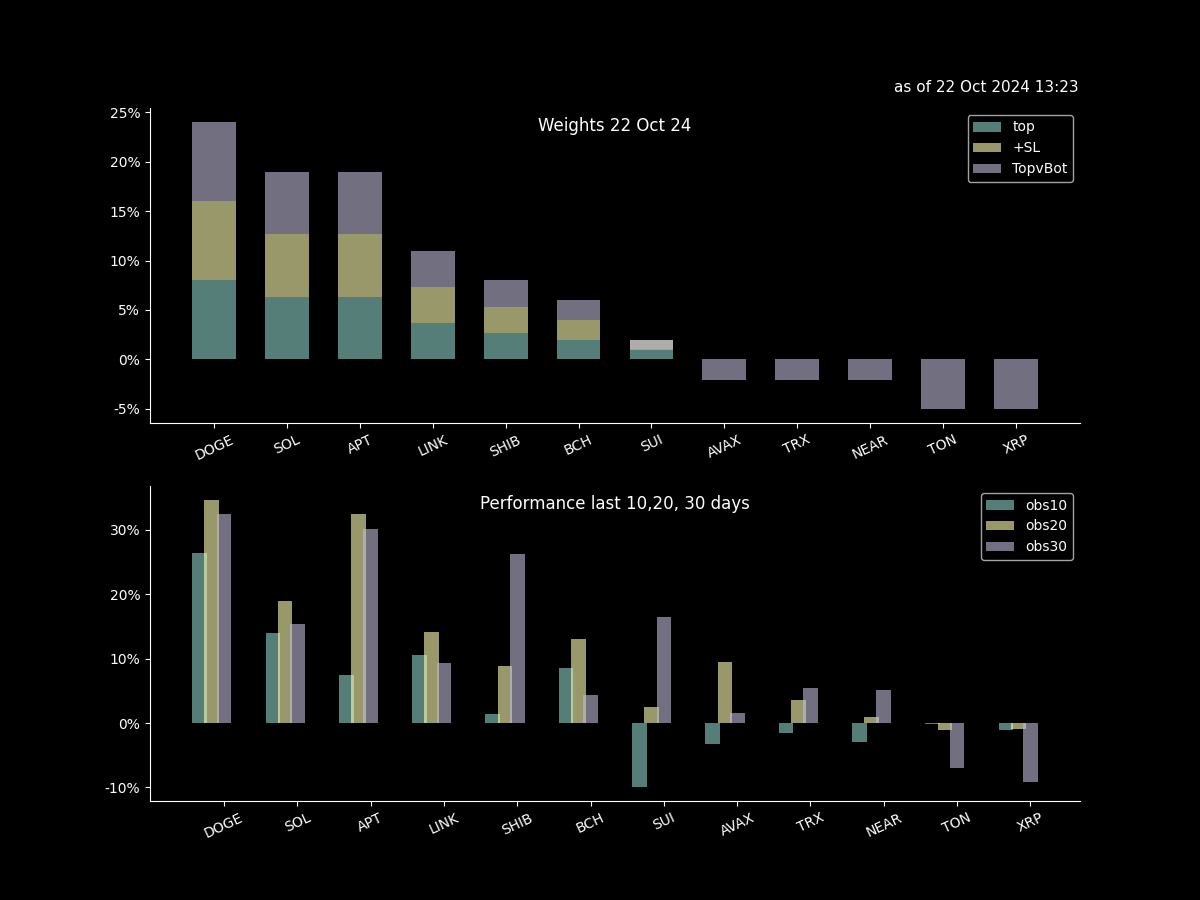 as of 22 Oct 2024 13:23
Weights 22 Oct 24
top
+SL
TopvBot
25%
20%
15%
10%
5%
0%
-5%
DOGE SOL APT LINK SHIB BCH SUI AVAX TRX NEAR TON XRP
Performance last 10,20, 30 days
obs10
obs20
obs30
30%
20%
10%
0%
-10%
DOGE SOL APT LINK SHIB BCH SUI AVAX TRX NEAR TON XRP